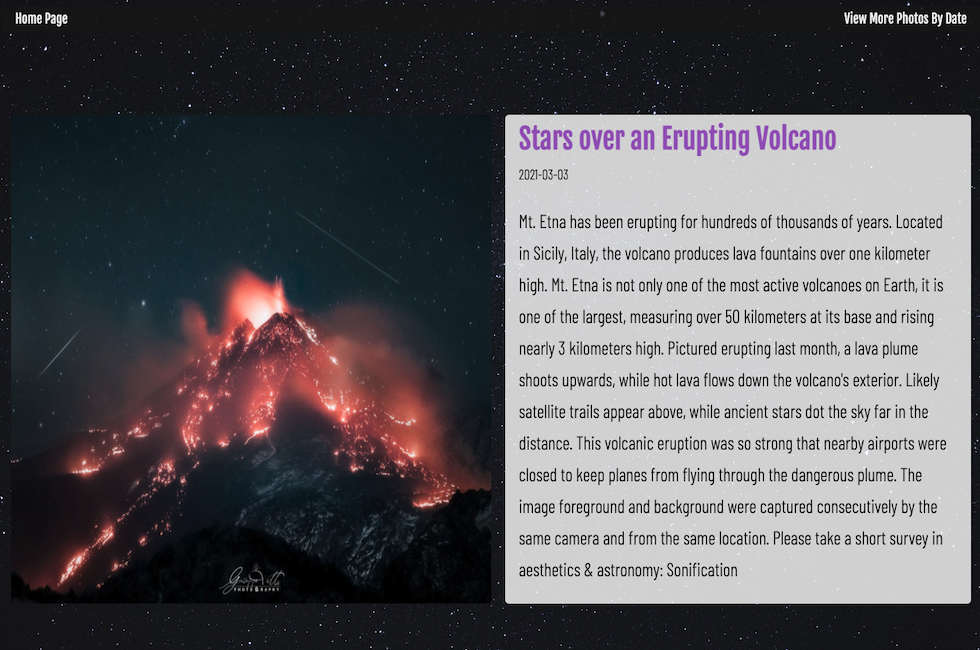 Home Page
View More Photos By Date
Stars over an Erupting Volcano
2021-03-03
Mt. Etna has been erupting for hundreds of thousands of years. Located
in Sicily, Italy, the volcano produces lava fountains over one kilometer
high. Mt. Etna is not only one of the most active volcanoes on Earth, it is
one of the largest, measuring over 50 kilometers at its base and rising
nearly 3 kilometers high. Pictured erupting last month, a lava plume
shoots upwards, while hot lava flows down the volcano's exterior. Likely
satellite trails appear above, while ancient stars dot the sky far in the
distance. This volcanic eruption was so strong that nearby airports were
closed to keep planes from flying through the dangerous plume. The
image foreground and background were captured consecutively by the
same camera and from the same location. Please take a short survey in
aesthetics & astronomy: Sonification
PHOTOGRAPHY